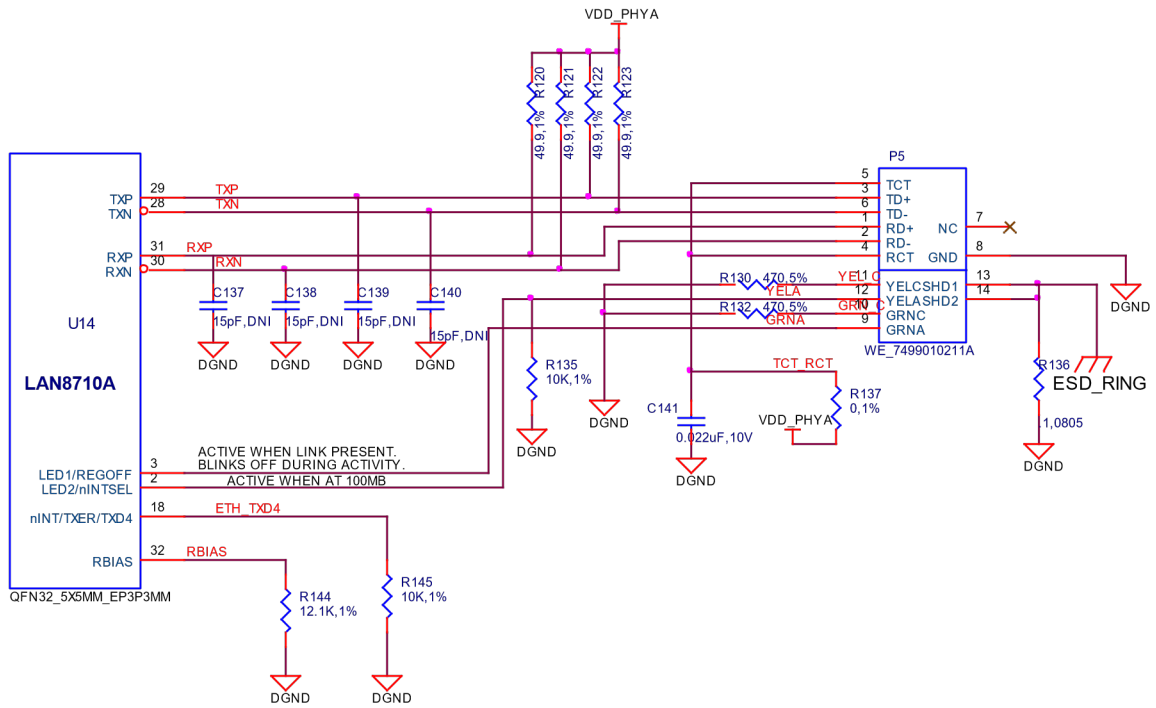 VDD_PHYA
49.9,1% R120
49.9,1% R121
49.9,1% R122
49.9,1% R123
P5
29 TXP
TXP
28 TXN
TXN
31 RXP
RXP
30 RXN
RXN
5 TCT
3 TD+
6 TD-
1 RD+
2 RD-
4 RCT
NC 7
GND 8
11 YELC
12 YELA
10 GRNC
9 GRNA
SHD1 13
SHD2 14
WE_7499010211A
R130 470,5% YEL_C
YELA
R132 470,5% GRN_C
GRNA
C137
15pF,DNI
C138
15pF,DNI
C139
15pF,DNI
C140
15pF,DNI
DGND
DGND
DGND
DGND
U14
LAN8710A
R135
10K,1%
DGND
DGND
DGND
TCT_RCT
R137
0,1%
VDD_PHYA
C141
0.022uF,10V
DGND
R136
.1,0805
DGND
ESD_RING
ACTIVE WHEN LINK PRESENT.
BLINKS OFF DURING ACTIVITY.
LED1/REGOFF 3
ACTIVE WHEN AT 100MB
LED2/nINTSEL 2
nINT/TXER/TXD4 18
ETH_TXD4
RBIAS 32
RBIAS
QFN32_5X5MM_EP3P3MM
R144
12.1K,1%
R145
10K,1%
DGND
DGND